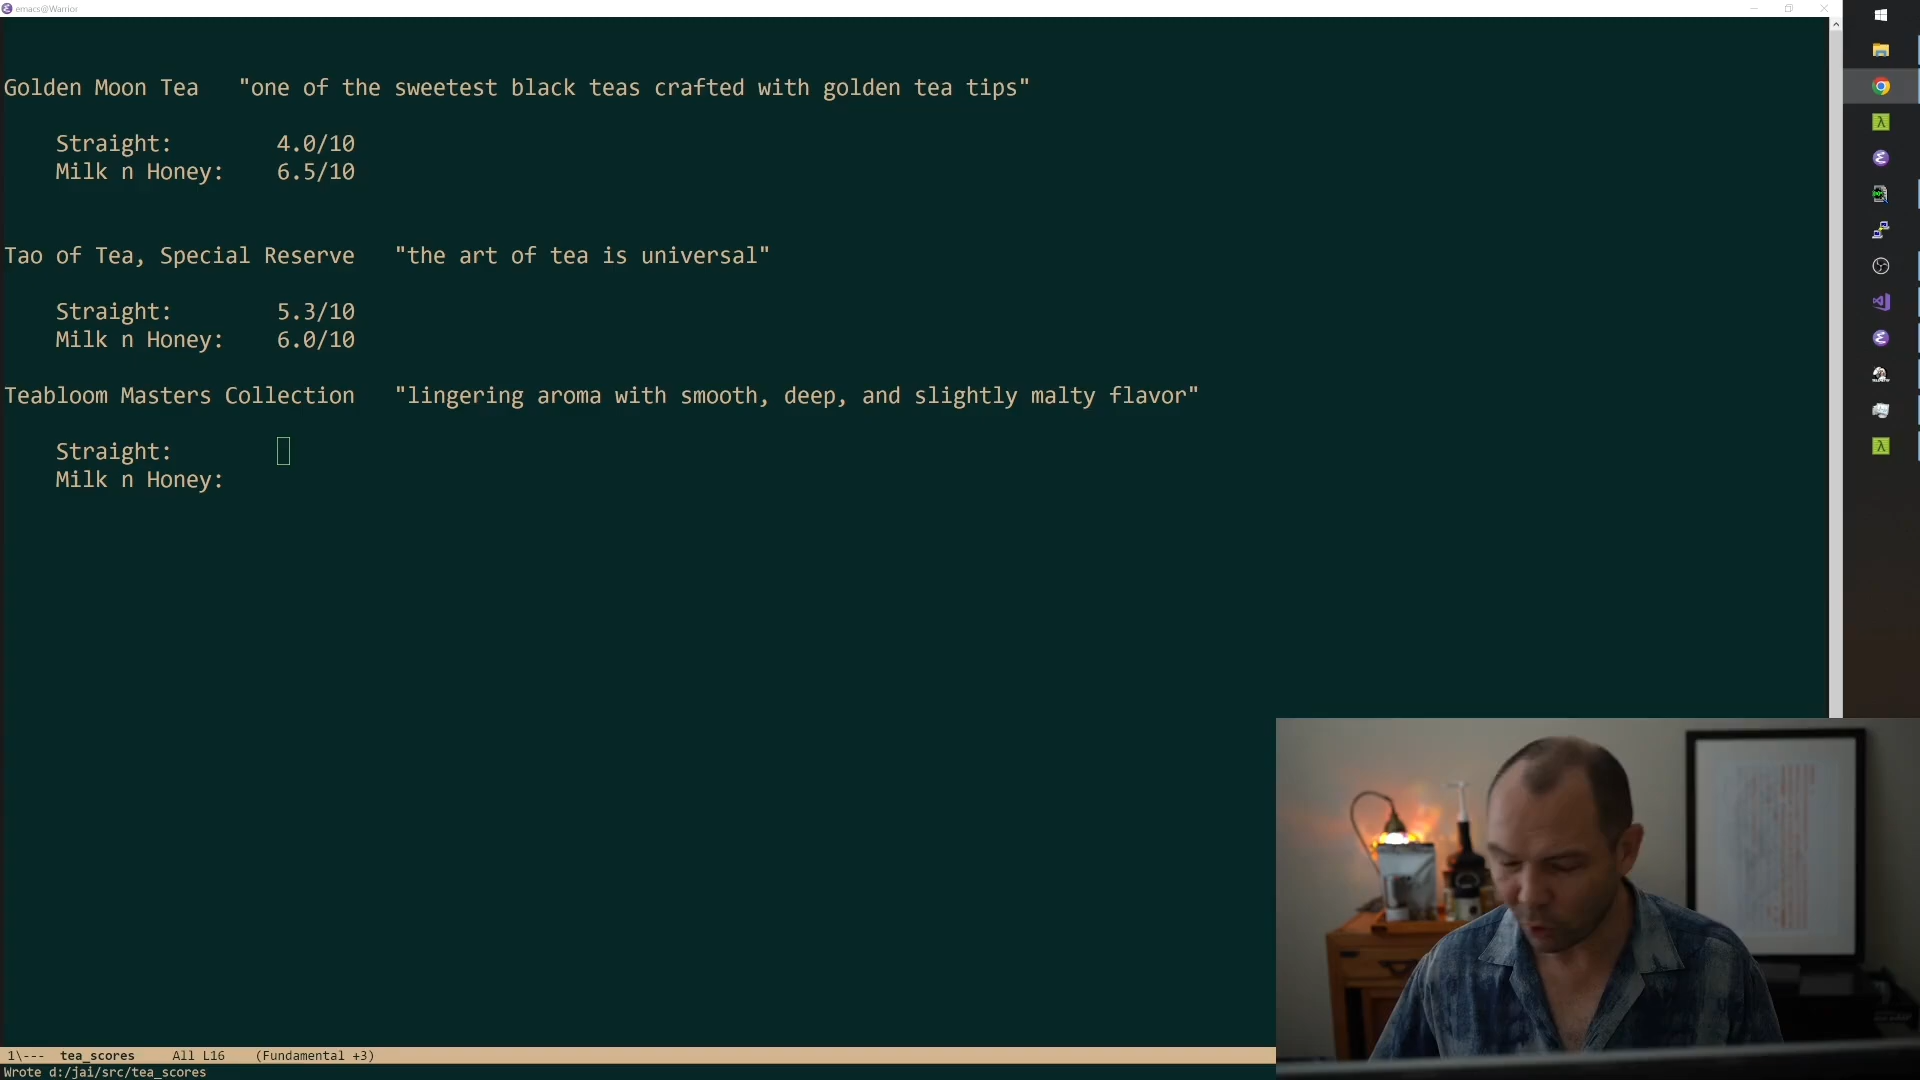 emacs@Warrior
Golden Moon Tea "one of the sweetest black teas crafted with golden tea tips"
Straight: 4.0/10
Milk n Honey: 6.5/10
Tao of Tea, Special Reserve "the art of tea is universal"
Straight: 5.3/10
Milk n Honey: 6.0/10
Teabloom Masters Collection "lingering aroma with smooth, deep, and slightly malty flavor"
Straight:
Milk n Honey:
1\--- tea_scores All L16 (Fundamental +3)
Wrote d:/jai/src/tea_scores